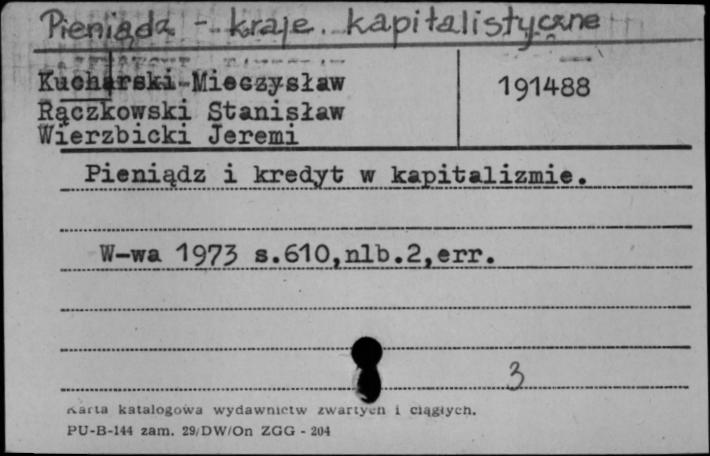 Pieniądz - kraje kapitalistyczne
Kucharski Mieczysław
191488
Rączkowski Stanisław
Wierzbicki Jeremi
Pieniądz i kredyt w kapitalizmie.
W-wa 1973 s.610,nlb.2,err.
3
Karta katalogowa wydawnictw zwartych i ciągłych.
PU-B-144 zam. 29/DW/On ZGG - 204